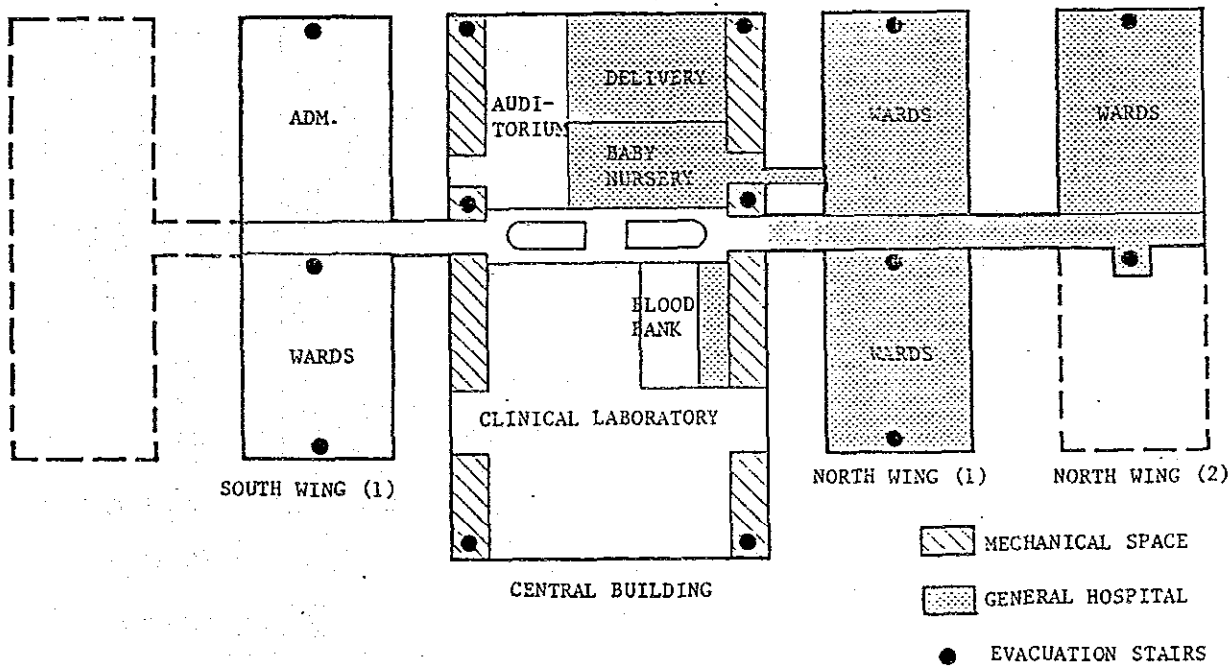 DELIVERY
ADM.
AUDI-
TORIUM
WARDS
WARDS
BABY
NURSERY
BLOOD
BANK
WARDS
WARDS
CLINICAL LABORATORY
SOUTH WING (1)
NORTH WING (1)
NORTH WING (2)
MECHANICAL SPACE
CENTRAL BUILDING
GENERAL HOSPITAL
EVACUATION STAIRS